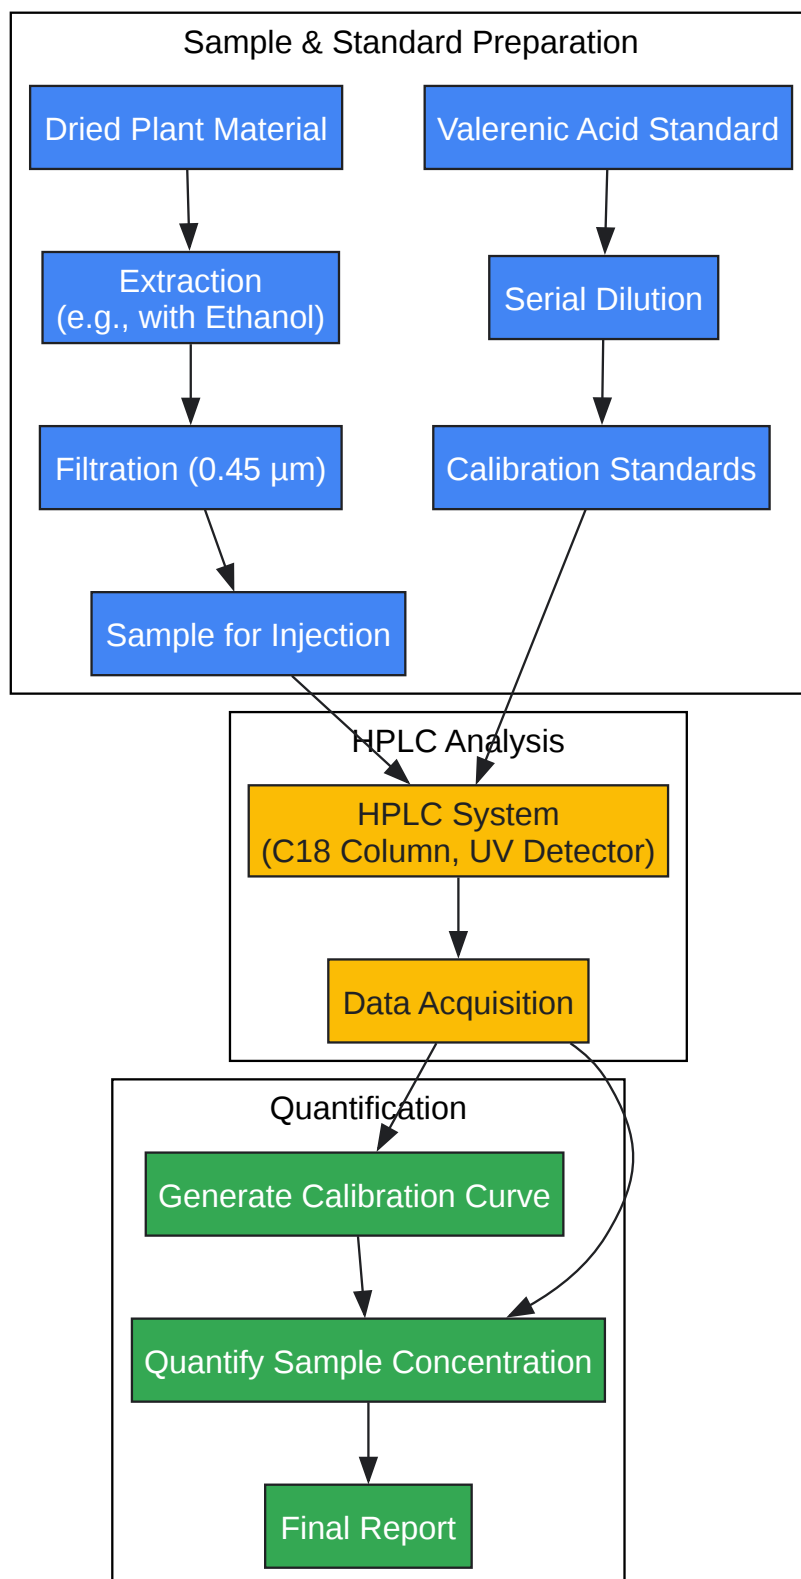 Sample & Standard Preparation
Dried Plant Material
Valerenic Acid Standard
Extraction
(e.g., with Ethanol)
Serial Dilution
Filtration (0.45 µm)
Calibration Standards
Sample for Injection
HPLC Analysis
HPLC System
(C18 Column, UV Detector)
Data Acquisition
Quantification
Generate Calibration Curve
Quantify Sample Concentration
Final Report